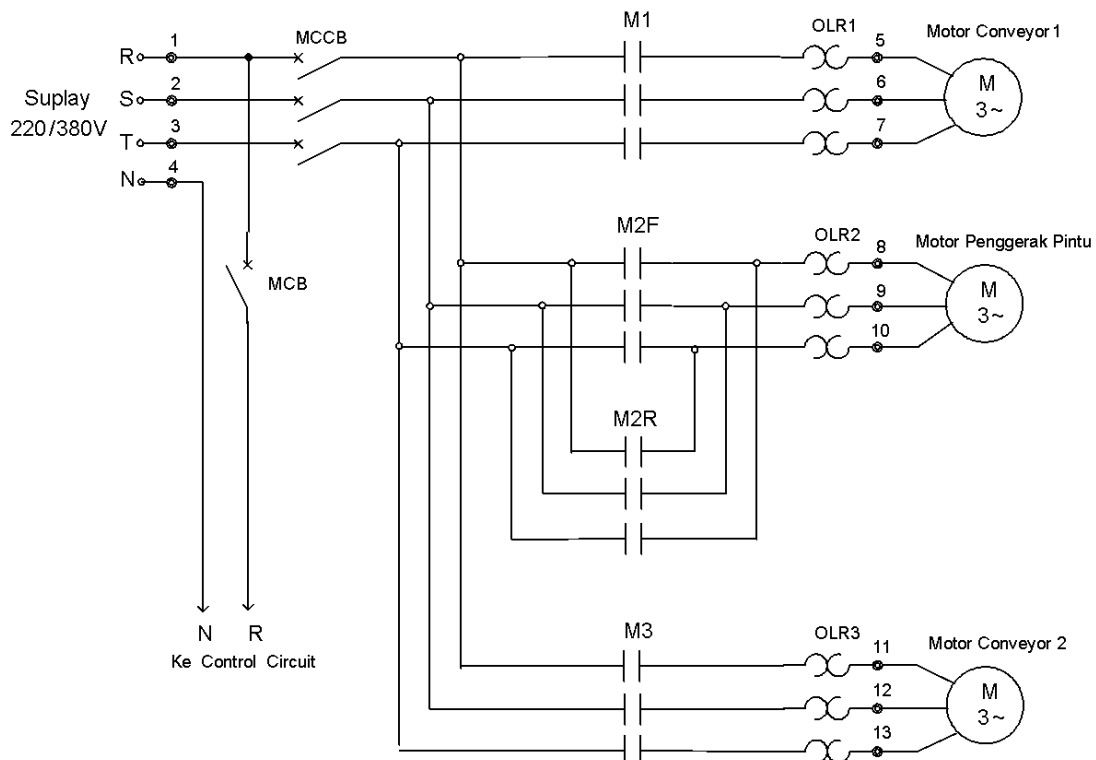 M1
OLR1
Motor Conveyor 1
R
1
MCCB
5
M
3~
Suplay
220/380V
S
2
6
T
3
7
N
4
M2F
OLR2
Motor Penggerak Pintu
MCB
8
9
10
M
3~
M2R
N R
Ke Control Circuit
M3
OLR3
Motor Conveyor 2
11
12
13
M
3~